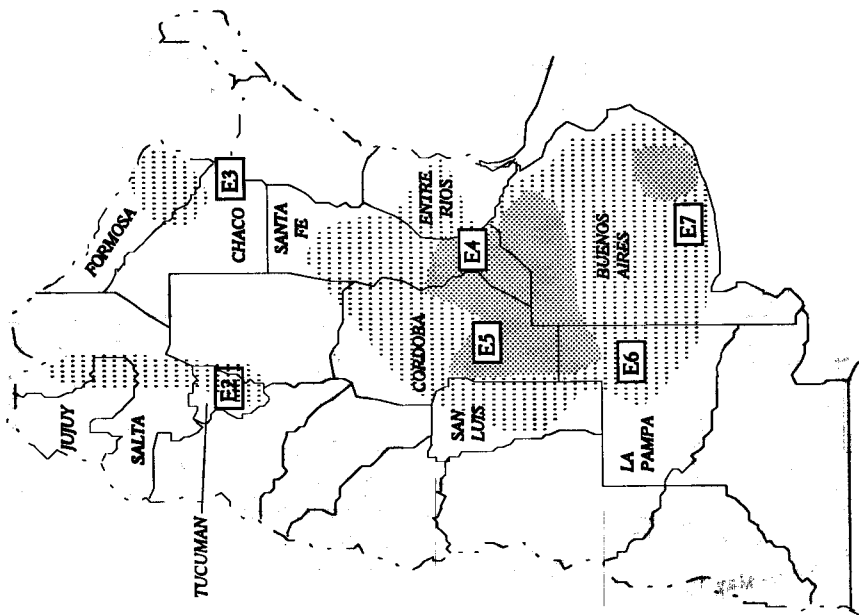 JUJUY
SALTA
TUCUMAN
FORMOSA
CHACO
SANTA
FE
ENTRE
RIOS
CORDOBA
SAN
LUIS
BUENOS
AIRES
LA
PAMPA
E2
E3
E4
E5
E6
E7